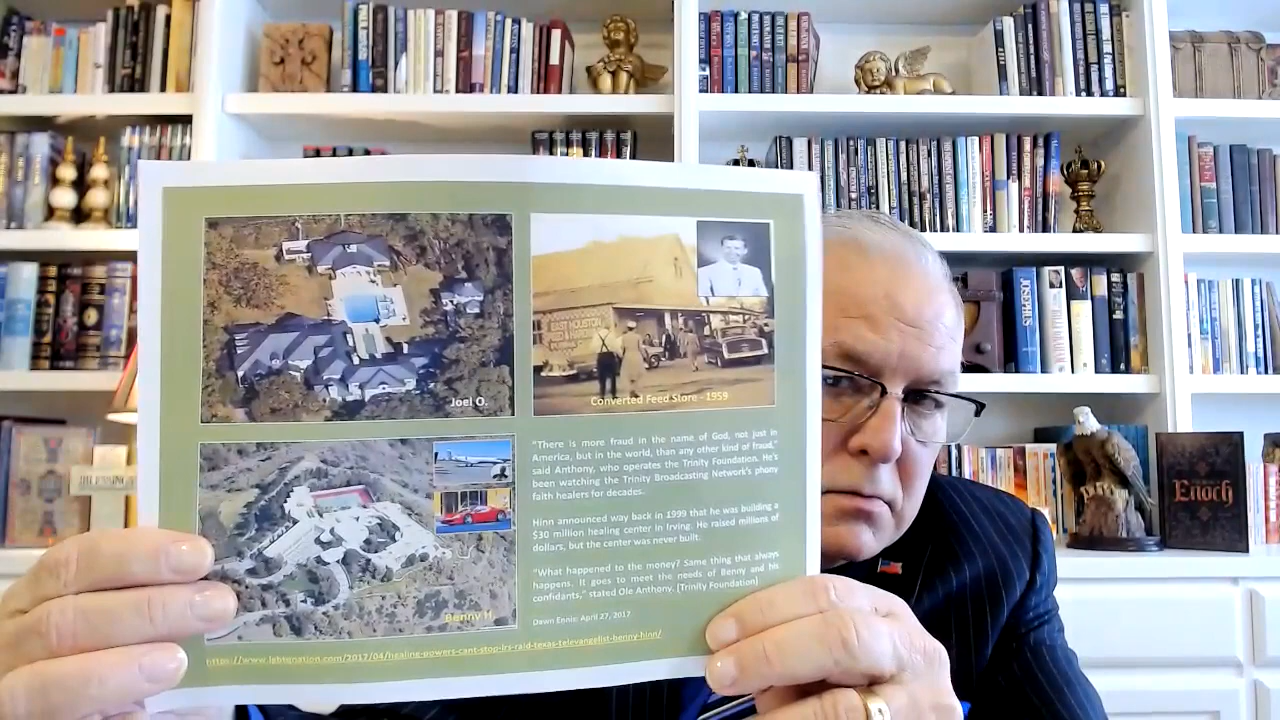 Joel O.
EAST HOUSTON
Converted Feed Store - 1959
"There is more fraud in the name of God, not just in
America, but in the world, than any other kind of fraud,"
said Anthony, who operates the Trinity Foundation. He's
been watching the Trinity Broadcasting Network's phony
faith healers for decades.
Hinn announced way back in 1999 that he was building a
$30 million healing center in Irving. He raised millions of
dollars, but the center was never built.
"What happened to the money? Same thing that always
happens. It goes to meet the needs of Benny and his
confidants," stated Ole Anthony. (Trinity Foundation)
Dawn Ennis: April 27, 2017
Benny H.
https://www.lgbtqnation.com/2017/04/healing-powers-cant-stop-irs-raid-texas-televangelist-benny-hinn/
JOSEPHUS
Enoch